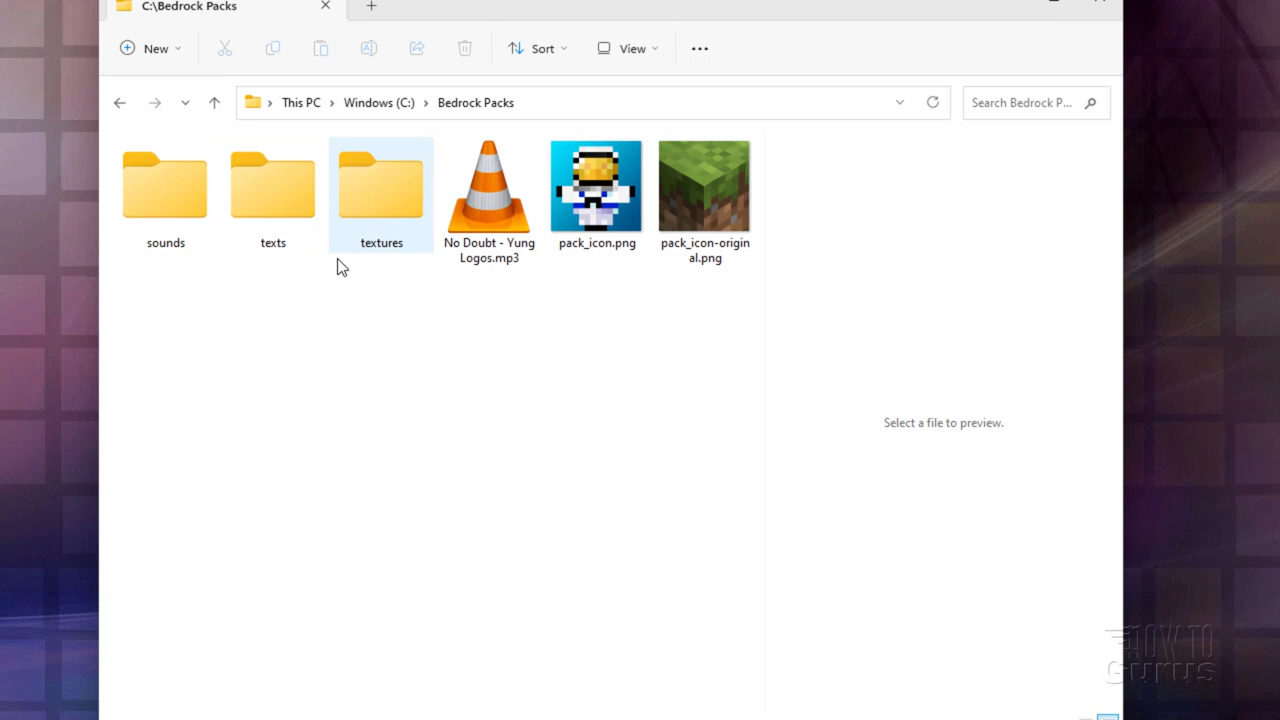 C:\Bedrock Packs
New
Sort
View
This PC
Windows (C:)
Bedrock Packs
Search Bedrock P...
sounds
texts
textures
No Doubt - Yung
Logos.mp3
pack_icon.png
pack_icon-origin
al.png
Select a file to preview.
HOW TO
Gurus